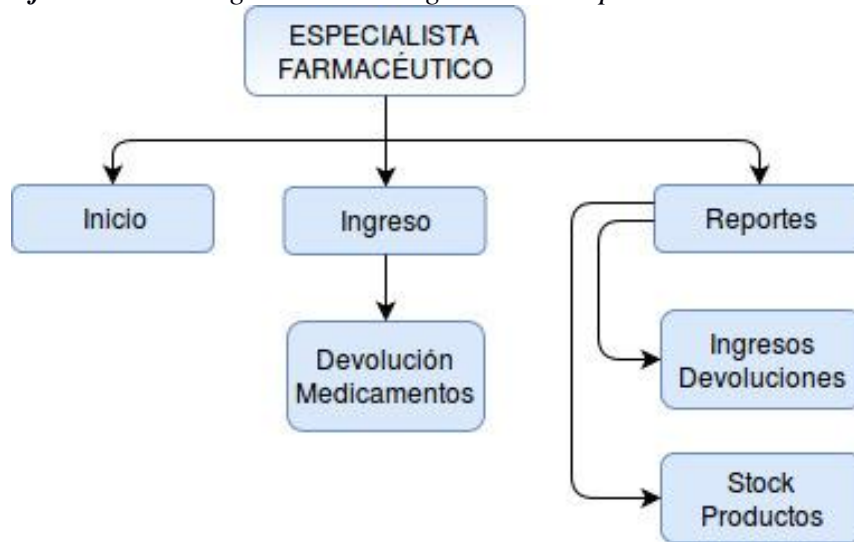 ESPECIALISTA
FARMACÉUTICO
Inicio
Ingreso
Reportes
Devolución
Medicamentos
Ingresos
Devoluciones
Stock
Productos